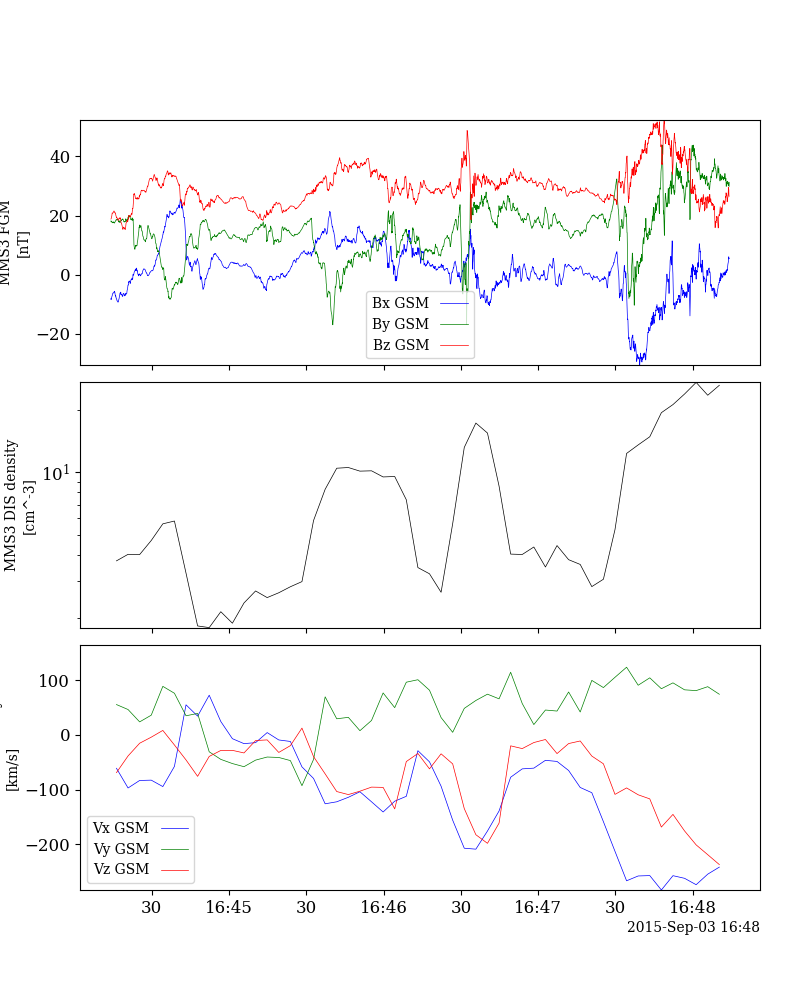 40
20
0
−20
MMS3 FGM
[nT]
Bx GSM
By GSM
Bz GSM
10^1
MMS3 DIS density
[cm^-3]
100
0
−100
−200
[km/s]
Vx GSM
Vy GSM
Vz GSM
30 16:45 30 16:46 30 16:47 30 16:48
2015-Sep-03 16:48